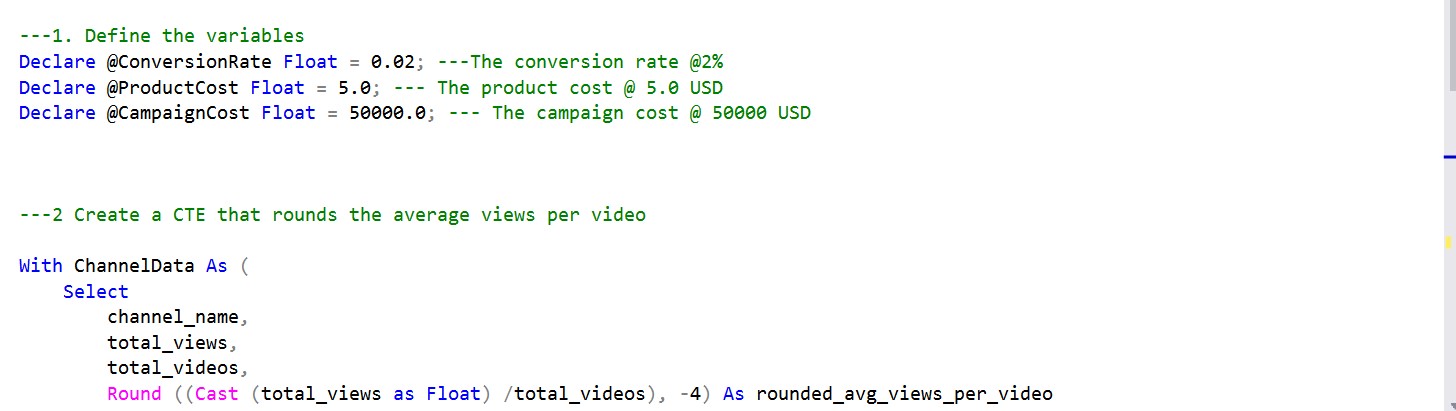 ---1. Define the variables
Declare @ConversionRate Float = 0.02; ---The conversion rate @2%
Declare @ProductCost Float = 5.0; --- The product cost @ 5.0 USD
Declare @CampaignCost Float = 50000.0; --- The campaign cost @ 50000 USD
---2 Create a CTE that rounds the average views per video
With ChannelData As (
    Select
        channel_name,
        total_views,
        total_videos,
        Round ((Cast (total_views as Float) /total_videos), -4) As rounded_avg_views_per_video